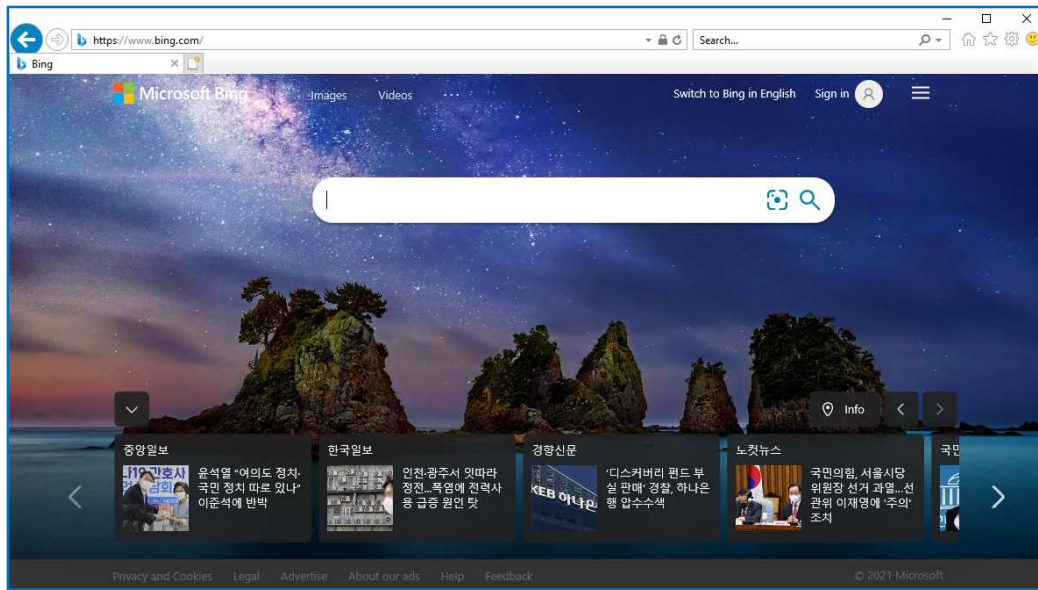 https://www.bing.com/
Search...
Bing
Microsoft Bing
Images
Videos
Switch to Bing in English
Sign in
Info
중앙일보
윤석열 “여의도 정치·
국민 정치 따로 있나”
이준석에 반박
한국일보
인천·광주서 잇따라
정전...폭염에 전력사
용 급증 원인 탓
경향신문
KEB 하나은
‘디스커버리 펀드 부
실 판매’ 경찰, 하나은
행 압수수색
노컷뉴스
국민의힘, 서울시당
위원장 선거 과열...선
관위 이재영에 ‘주의’
조치
국민
Privacy and Cookies
Legal
Advertise
About our ads
Help
Feedback
© 2021 Microsoft